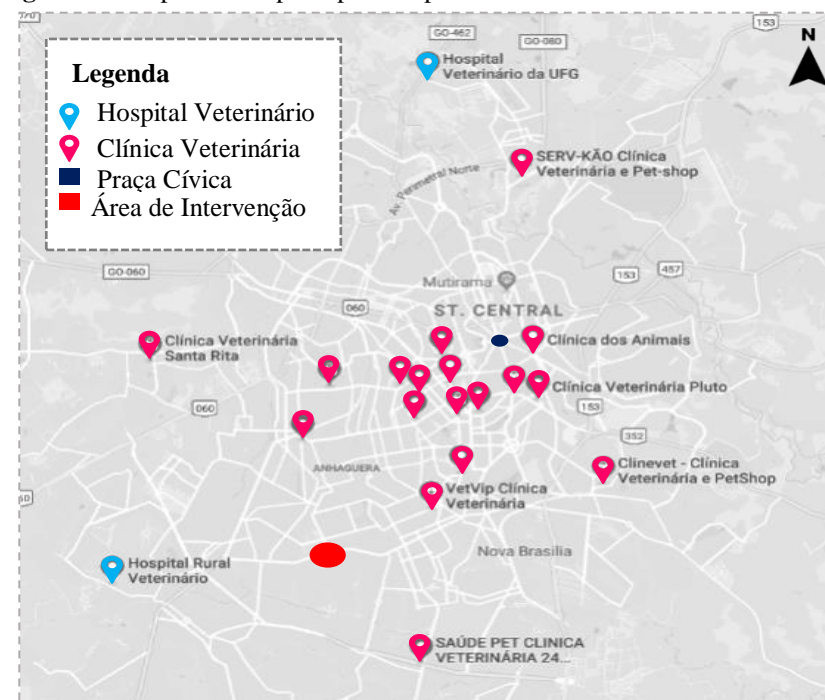 GO-462
153
GO-080
N
Hospital
Veterinário da UFG
Legenda
Hospital Veterinário
Clínica Veterinária
Praça Cívica
Área de Intervenção
SERV-KÃO Clínica
Veterinária e Pet-shop
Av. Perimetral Norte
GO-060
Mutirama
153
457
060
ST. CENTRAL
Clínica Veterinária
Santa Rita
Clínica dos Animais
Clínica Veterinária Pluto
060
153
352
ANHAGUERA
Clinevet - Clínica
Veterinária e PetShop
VetVip Clínica
Veterinária
Nova Brasilia
Hospital Rural
Veterinário
SAÚDE PET CLINICA
VETERINÁRIA 24...